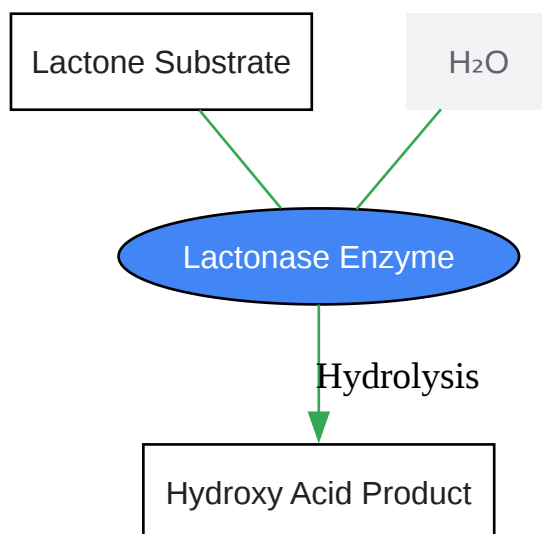 Lactone Substrate
H₂O
Lactonase Enzyme
Hydrolysis
Hydroxy Acid Product